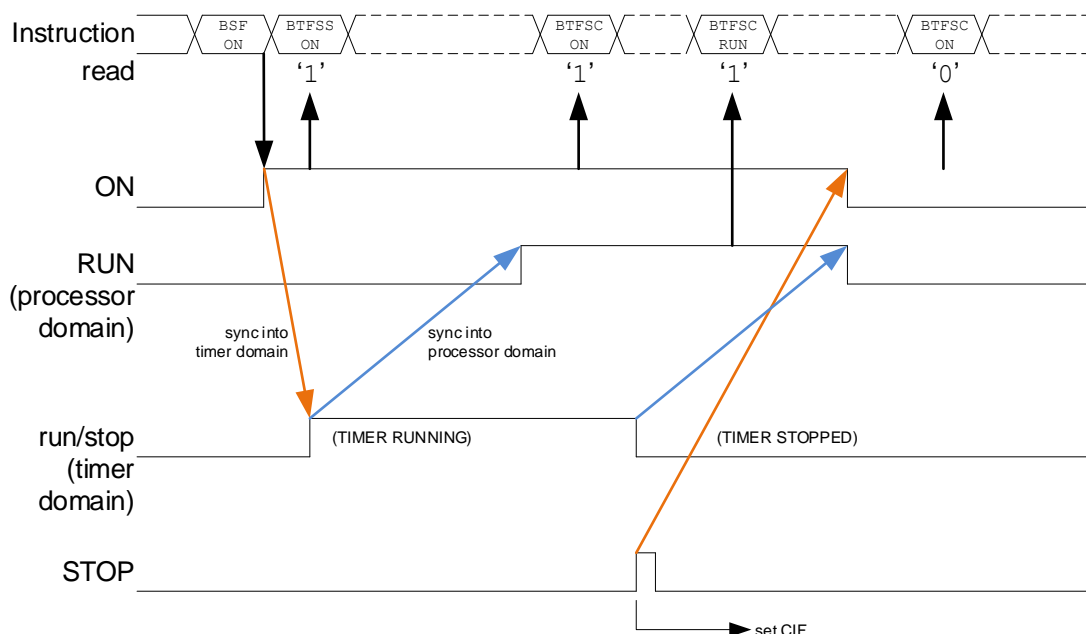 Instruction
BSF
ON
BTFSS
ON
BTFSC
ON
BTFSC
RUN
BTFSC
ON
read
‘1’
‘1’
‘1’
‘0’
ON
RUN
(processor
domain)
sync into
timer domain
sync into
processor domain
run/stop
(timer
domain)
(TIMER RUNNING)
(TIMER STOPPED)
STOP
set CIF